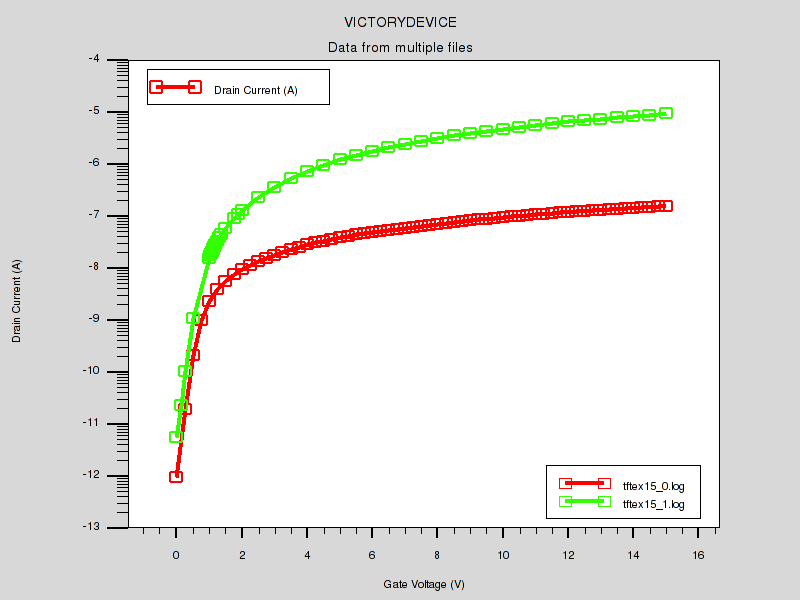 VICTORYDEVICE
Data from multiple files
Drain Current (A)
-4
-5
-6
-7
-8
-9
-10
-11
-12
-13
Drain Current (A)
tftex15_0.log
tftex15_1.log
0 2 4 6 8 10 12 14 16
Gate Voltage (V)